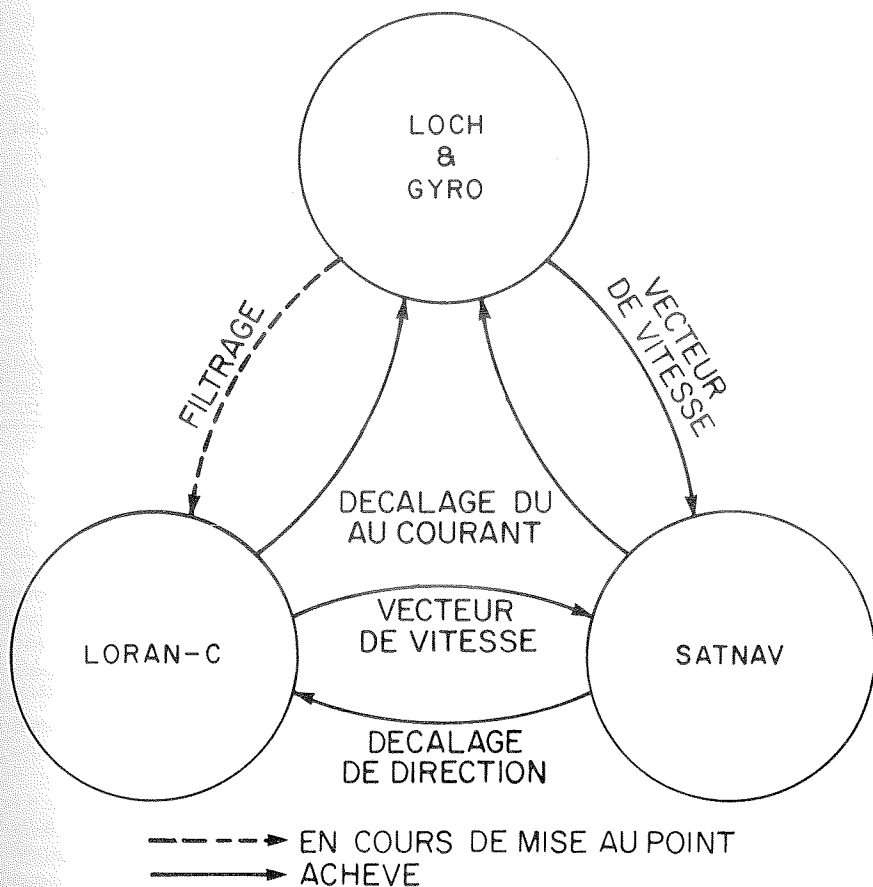 LOCH
&
GYRO
FILTRAGE
VECTEUR
DE VITESSE
DECALAGE DU
AU COURANT
LORAN-C
VECTEUR
DE VITESSE
SATNAV
DECALAGE
DE DIRECTION
EN COURS DE MISE AU POINT
ACHEVE